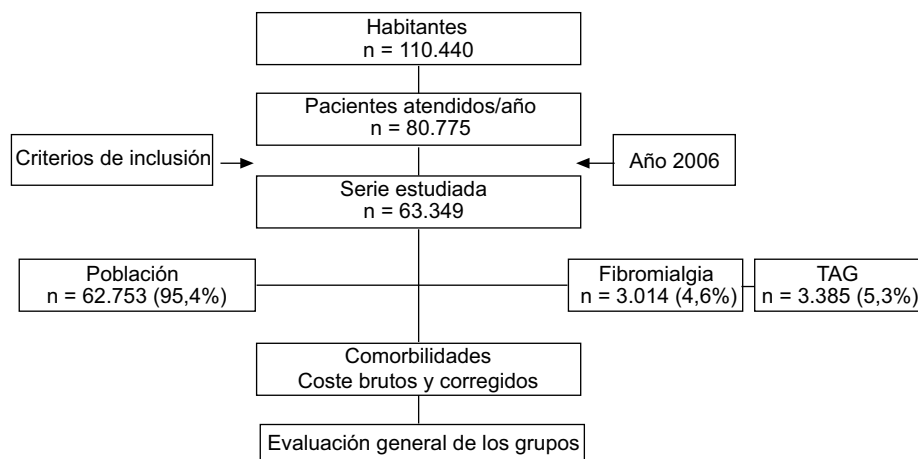 Habitantes
n = 110.440
Pacientes atendidos/año
n = 80.775
Criterios de inclusión
Año 2006
Serie estudiada
n = 63.349
Población
n = 62.753 (95,4%)
Fibromialgia
n = 3.014 (4,6%)
TAG
n = 3.385 (5,3%)
Comorbilidades
Coste brutos y corregidos
Evaluación general de los grupos